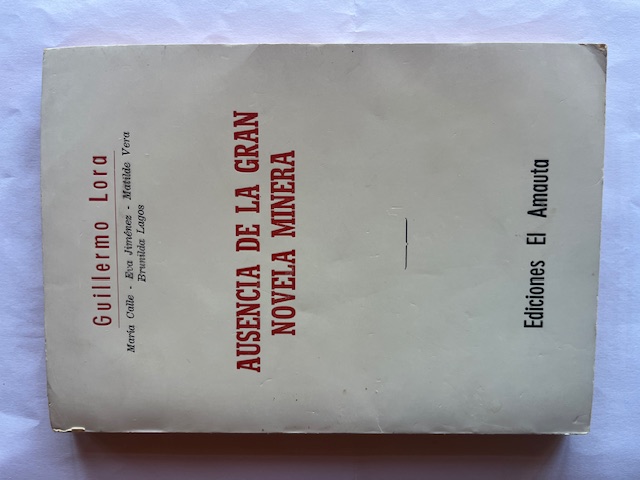 Guillermo Lora
María Calle - Eva Jiménez - Matilde Vera
Brunilda Lagos
AUSENCIA DE LA GRAN
NOVELA MINERA
Ediciones El Amauta